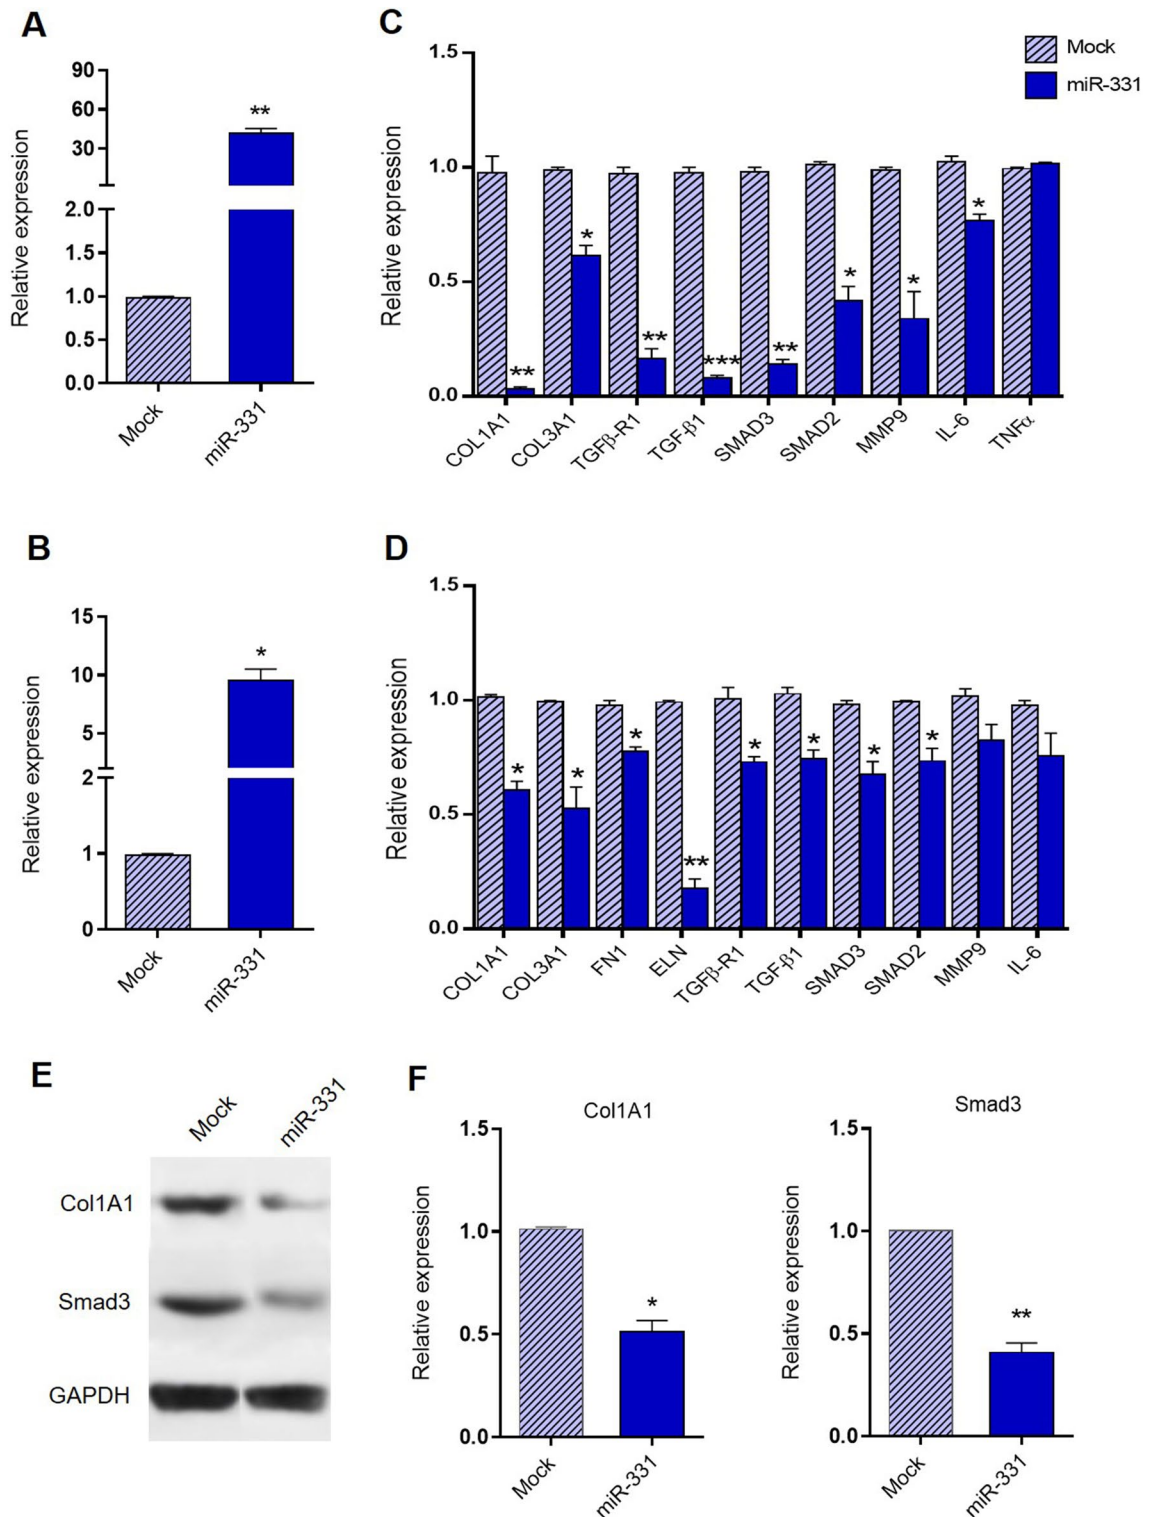 A
Relative expression
90
60
30
2.0
1.5
1.0
0.5
0.0
**
Mock
miR-331
C
Mock
miR-331
Relative expression
1.5
1.0
0.5
0.0
**
*
**
***
**
*
*
*
COL1A1
COL3A1
TGFβ-R1
TGF-β1
SMAD3
SMAD2
MMP9
IL-6
TNFα
B
Relative expression
15
10
5
2
1
0
*
Mock
miR-331
D
Relative expression
1.5
1.0
0.5
0.0
*
*
*
**
*
*
*
*
COL1A1
COL3A1
FN1
ELN
TGFβ-R1
TGF-β1
SMAD3
SMAD2
MMP9
IL-6
E
Mock
miR-331
Col1A1
Smad3
GAPDH
F
Col1A1
Relative expression
1.5
1.0
0.5
0.0
*
Mock
miR-331
Smad3
Relative expression
1.5
1.0
0.5
0.0
**
Mock
miR-331